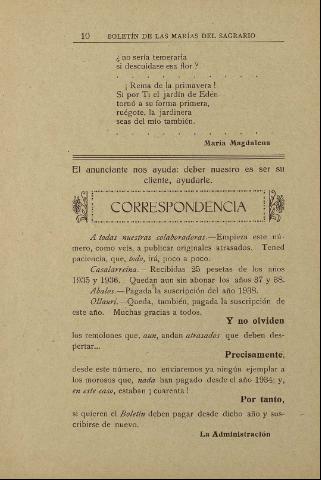 10 BOLETÍN DE LAS MARÍAS DEL SAGRARIO
¿no sería temeraria
si descuidase esa flor?
. . . . . . . . . .
¡Reina de la primavera!
Si por Ti el jardín de Edén
tornó a su forma primera,
ruégote, la jardinera
seas del mío también.
. . . . . . . . . .
María Magdalena
El anunciante nos ayuda: deber nuestro es ser su
cliente, ayudarle.
CORRESPONDENCIA
A todas nuestras colaboradoras.—Empieza este nú-
mero, como veis, a publicar originales atrasados. Tened
paciencia, que, todo, irá, poco a poco.
Casalarreina.—Recibidas 25 pesetas de los años
1935 y 1936. Quedan aun sin abonar los años 37 y 38.
Abalos.—Pagada la suscripción del año 1938.
Ollauri.—Queda, también, pagada la suscripción de
este año. Muchas gracias a todos.
Y no olviden
los remolones que, aun, andan atrasados que deben des-
pertar...
Precisamente,
desde este número, no enviaremos ya ningún ejemplar a
los morosos que, nada han pagado desde el año 1934; y,
en este caso, estaban ¡cuarenta!
Por tanto,
si quieren el Boletín deben pagar desde dicho año y sus-
cribirse de nuevo.
La Administración